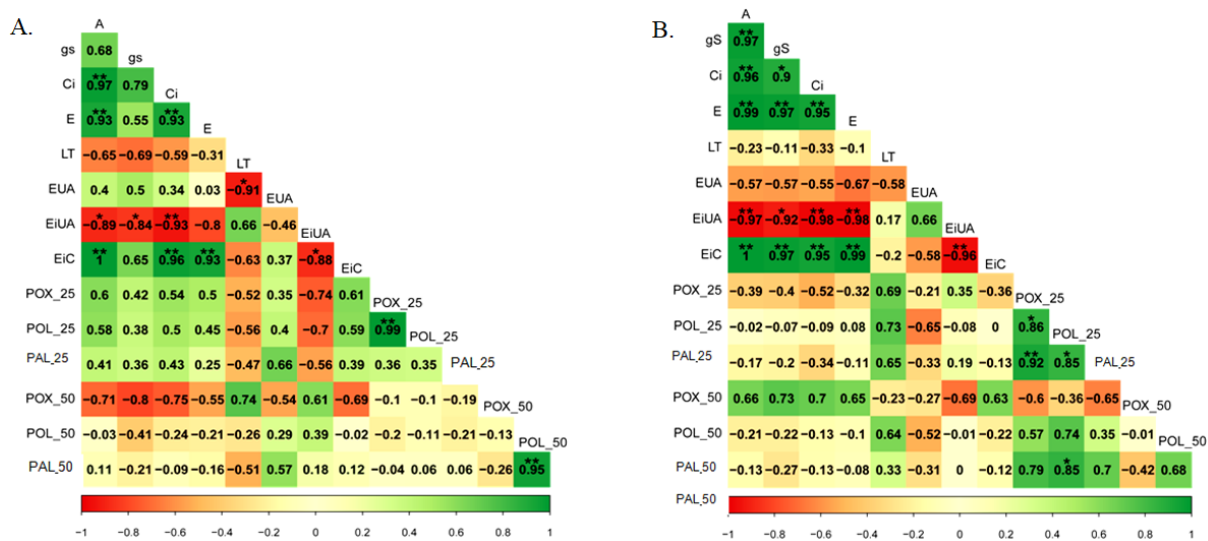 A.
A
gs 0.68 gs
Ci **0.97 0.79 Ci
E **0.93 0.55 **0.93 E
LT −0.65 −0.69 −0.59 −0.31 LT
EUA 0.4 0.5 0.34 0.03 *−0.91 EUA
EiUA *−0.89 *−0.84 **−0.93 −0.8 0.66 −0.46 EiUA
EiC **1 0.65 **0.96 **0.93 −0.63 0.37 *−0.88 EiC
POX_25 0.6 0.42 0.54 0.5 −0.52 0.35 −0.74 0.61 POX_25
POL_25 0.58 0.38 0.5 0.45 −0.56 0.4 −0.7 0.59 **0.99 POL_25
PAL_25 0.41 0.36 0.43 0.25 −0.47 0.66 −0.56 0.39 0.36 0.35 PAL_25
POX_50 −0.71 −0.8 −0.75 −0.55 0.74 −0.54 0.61 −0.69 −0.1 −0.1 −0.19 POX_50
POL_50 −0.03 −0.41 −0.24 −0.21 −0.26 0.29 0.39 −0.02 −0.2 −0.11 −0.21 −0.13 POL_50
PAL_50 0.11 −0.21 −0.09 −0.16 −0.51 0.57 0.18 0.12 −0.04 0.06 0.06 −0.26 **0.95
−1 −0.8 −0.6 −0.4 −0.2 0 0.2 0.4 0.6 0.8 1
B.
A
gS **0.97 gS
Ci **0.96 *0.9 Ci
E **0.99 **0.97 **0.95 E
LT −0.23 −0.11 −0.33 −0.1 LT
EUA −0.57 −0.57 −0.55 −0.67 −0.58 EUA
EiUA **−0.97 *−0.92 **−0.98 **−0.98 0.17 0.66 EiUA
EiC **1 **0.97 **0.95 **0.99 −0.2 −0.58 **−0.96 EiC
POX_25 −0.39 −0.4 −0.52 −0.32 0.69 −0.21 0.35 −0.36 POX_25
POL_25 −0.02 −0.07 −0.09 0.08 0.73 −0.65 −0.08 0 *0.86 POL_25
PAL_25 −0.17 −0.2 −0.34 −0.11 0.65 −0.33 0.19 −0.13 **0.92 *0.85 PAL_25
POX_50 0.66 0.73 0.7 0.65 −0.23 −0.27 −0.69 0.63 −0.6 −0.36 −0.65 POX_50
POL_50 −0.21 −0.22 −0.13 −0.1 0.64 −0.52 −0.01 −0.22 0.57 0.74 0.35 −0.01 POL_50
PAL_50 −0.13 −0.27 −0.13 −0.08 0.33 −0.31 0 −0.12 0.79 *0.85 0.7 −0.42 0.68
PAL_50
−1 −0.8 −0.6 −0.4 −0.2 0 0.2 0.4 0.6 0.8 1